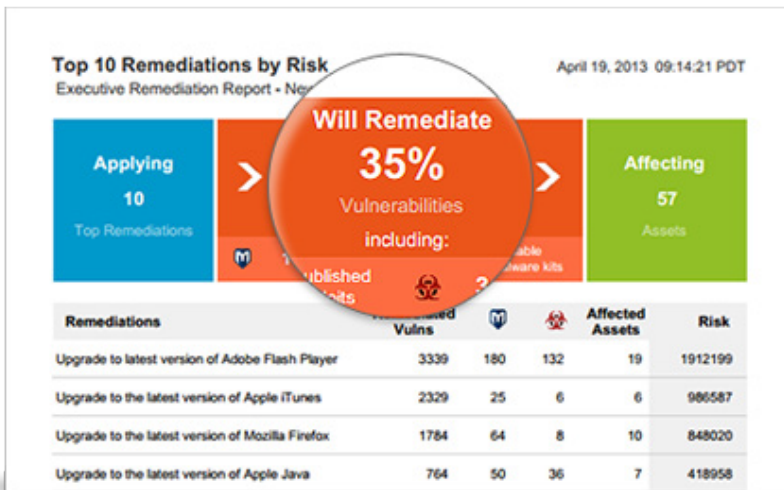 Top 10 Remediations by Risk
April 19, 2013 09:14:21 PDT
Executive Remediation Report -
Applying
10
Top Remediations
Will Remediate
35%
Vulnerabilities
including:
Affecting
57
Assets
Remediations Vulns Affected Assets Risk
Upgrade to latest version of Adobe Flash Player 3339 180 132 19 1912199
Upgrade to the latest version of Apple iTunes 2329 25 6 6 986587
Upgrade to the latest version of Mozilla Firefox 1784 64 8 10 848020
Upgrade to the latest version of Apple Java 764 50 36 7 418958